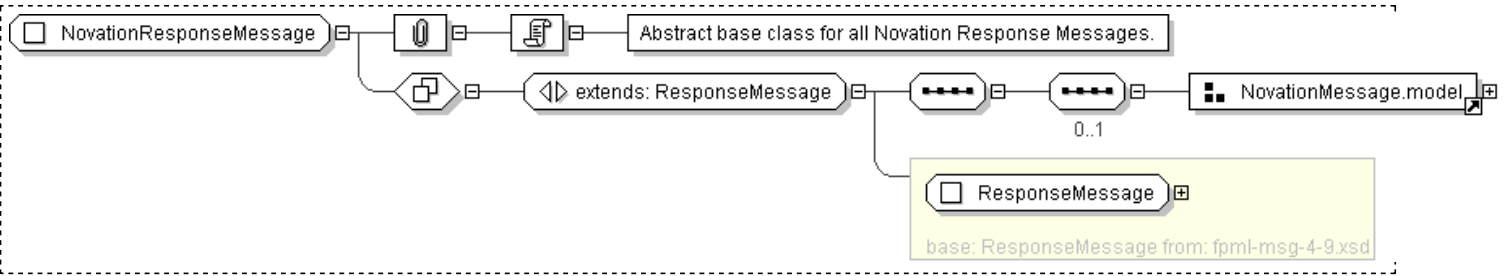 NovationResponseMessage
Abstract base class for all Novation Response Messages.
extends: ResponseMessage
NovationMessage.model
0..1
ResponseMessage
base: ResponseMessage from: fpml-msg-4-9.xsd